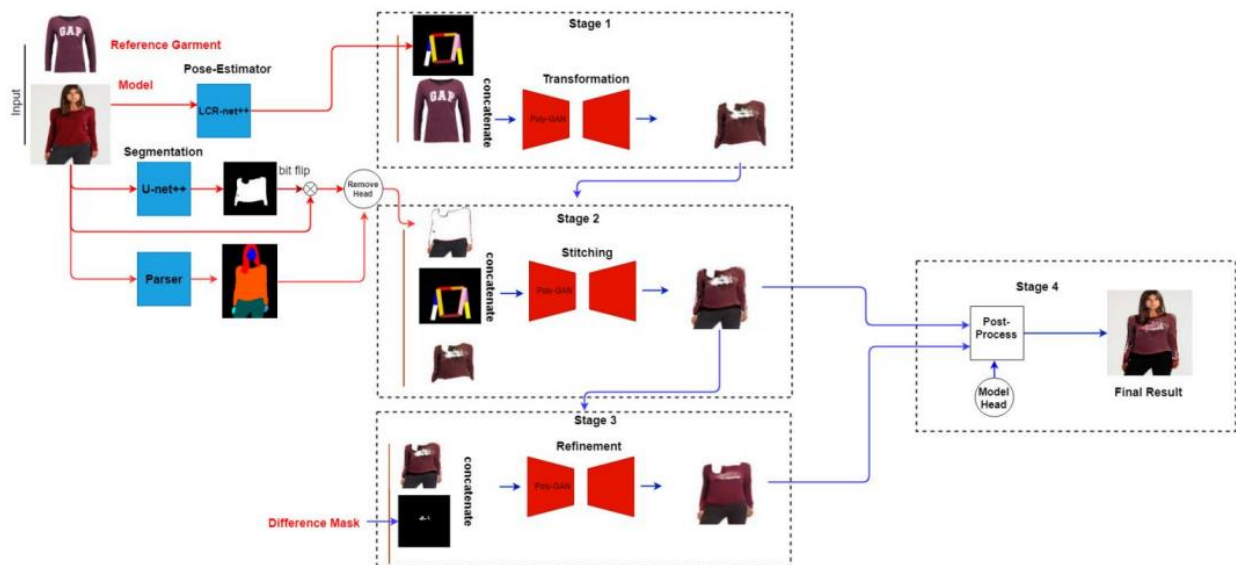 Input
GAP
Reference Garment
Model
Pose-Estimator
LCR-net++
Segmentation
U-net++
bit flip
Remove
Head
Parser
Stage 1
GAP
concatenate
Transformation
Poly-GAN
Stage 2
concatenate
Stitching
Poly-GAN
Stage 3
concatenate
Refinement
Poly-GAN
Difference Mask
Stage 4
Post-
Process
Model
Head
Final Result